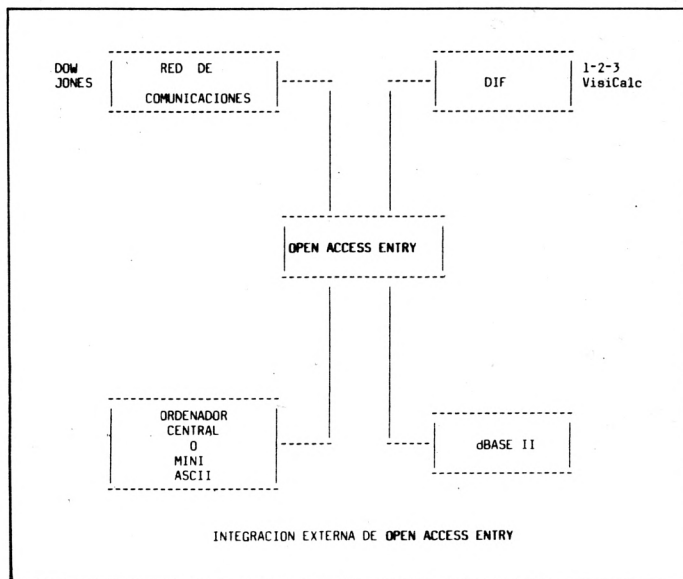 DOW
JONES
RED DE
COMUNICACIONES
DIF
1-2-3
VisiCalc
OPEN ACCESS ENTRY
ORDENADOR
CENTRAL
O
MINI
ASCII
dBASE II
INTEGRACION EXTERNA DE OPEN ACCESS ENTRY